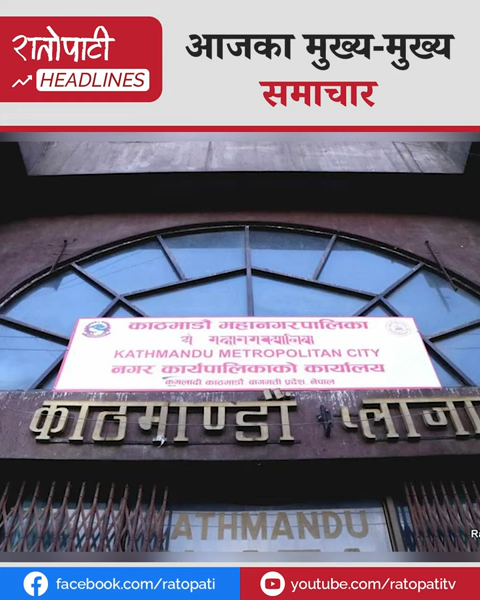 रातोपाटी
HEADLINES
आजका मुख्य-मुख्य
समाचार
काठमाडौं महानगरपालिका
KATHMANDU METROPOLITAN CITY
नगर कार्यपालिकाको कार्यालय
काठमाडौं बागमती प्रदेश नेपाल
काठमाण्डौं प्लाजा
KATHMANDU
facebook.com/ratopati
youtube.com/ratopatitv